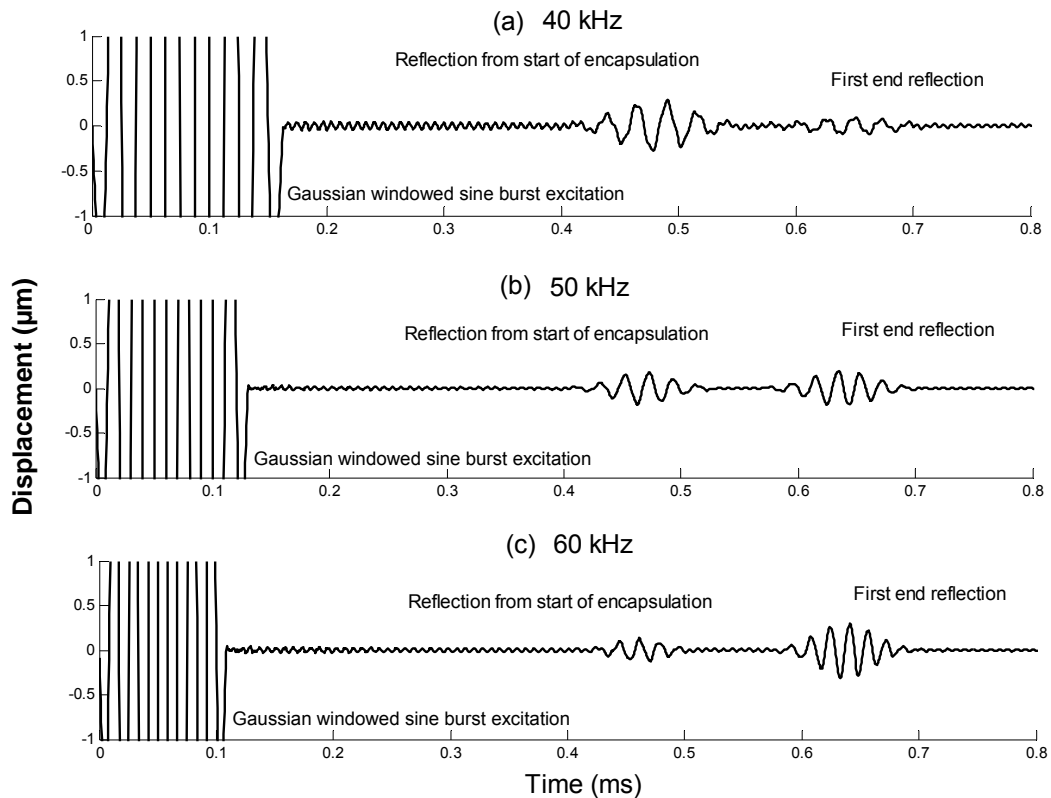 (a) 40 kHz
Reflection from start of encapsulation
First end reflection
1
0.5
0
-0.5
-1
Gaussian windowed sine burst excitation
0 0.1 0.2 0.3 0.4 0.5 0.6 0.7 0.8
(b) 50 kHz
Reflection from start of encapsulation
First end reflection
1
0.5
0
-0.5
-1
Gaussian windowed sine burst excitation
0 0.1 0.2 0.3 0.4 0.5 0.6 0.7 0.8
Displacement (µm)
(c) 60 kHz
Reflection from start of encapsulation
First end reflection
1
0.5
0
-0.5
-1
Gaussian windowed sine burst excitation
0 0.1 0.2 0.3 0.4 0.5 0.6 0.7 0.8
Time (ms)